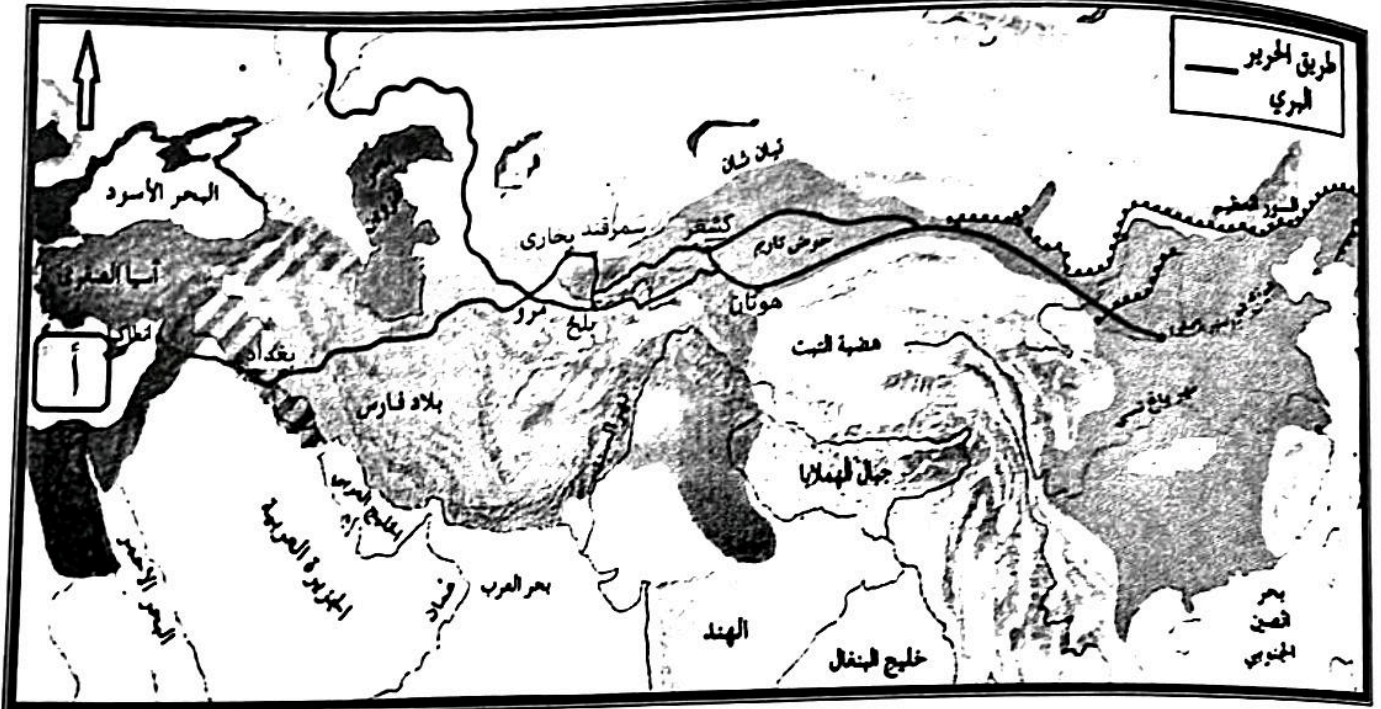 طريق الحرير
البري
البحر الأسود
آسيا الصغرى
أ
تيان شان
سمرقند
بخارى
كشغر
حوض تاريم
هوتان
السور العظيم
مرو
بلخ
بغداد
بلاد فارس
هضبة التبت
جبال الهملايا
الخليج العربي
الجزيرة العربية
البحر الأحمر
بحر العرب
الهند
خليج البنغال
بحر
الصين
الجنوبي